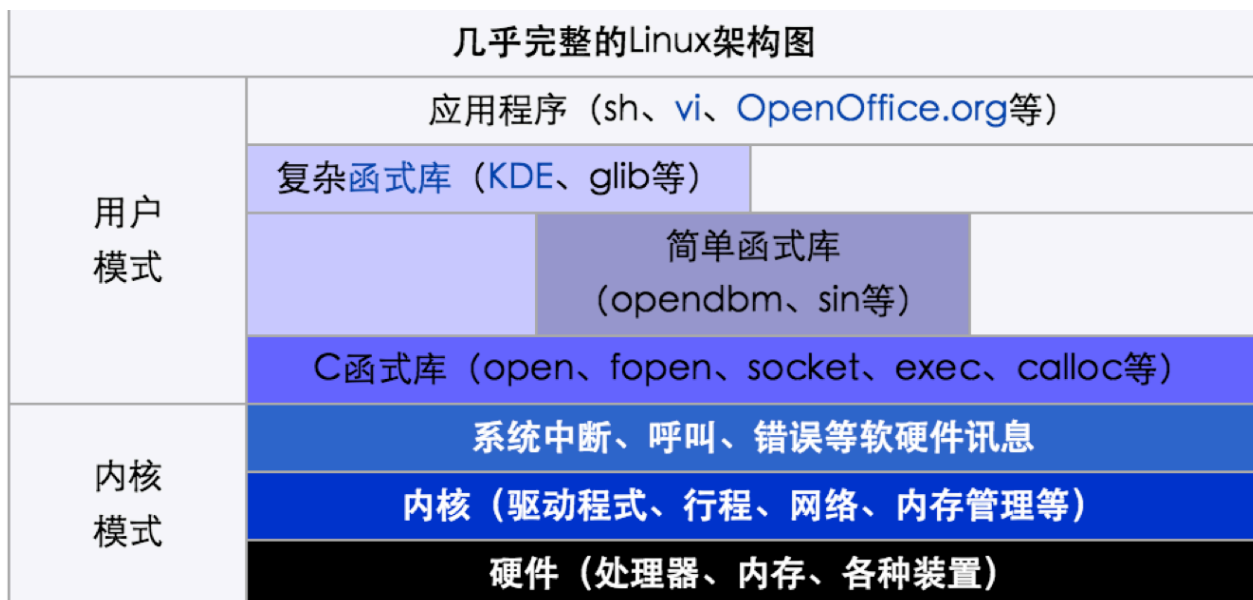 几乎完整的Linux架构图
用户
模式
应用程序（sh、vi、OpenOffice.org等）
复杂函式库（KDE、glib等）
简单函式库
（opendbm、sin等）
C函式库（open、fopen、socket、exec、calloc等）
内核
模式
系统中断、呼叫、错误等软硬件讯息
内核（驱动程式、行程、网络、内存管理等）
硬件（处理器、内存、各种装置）